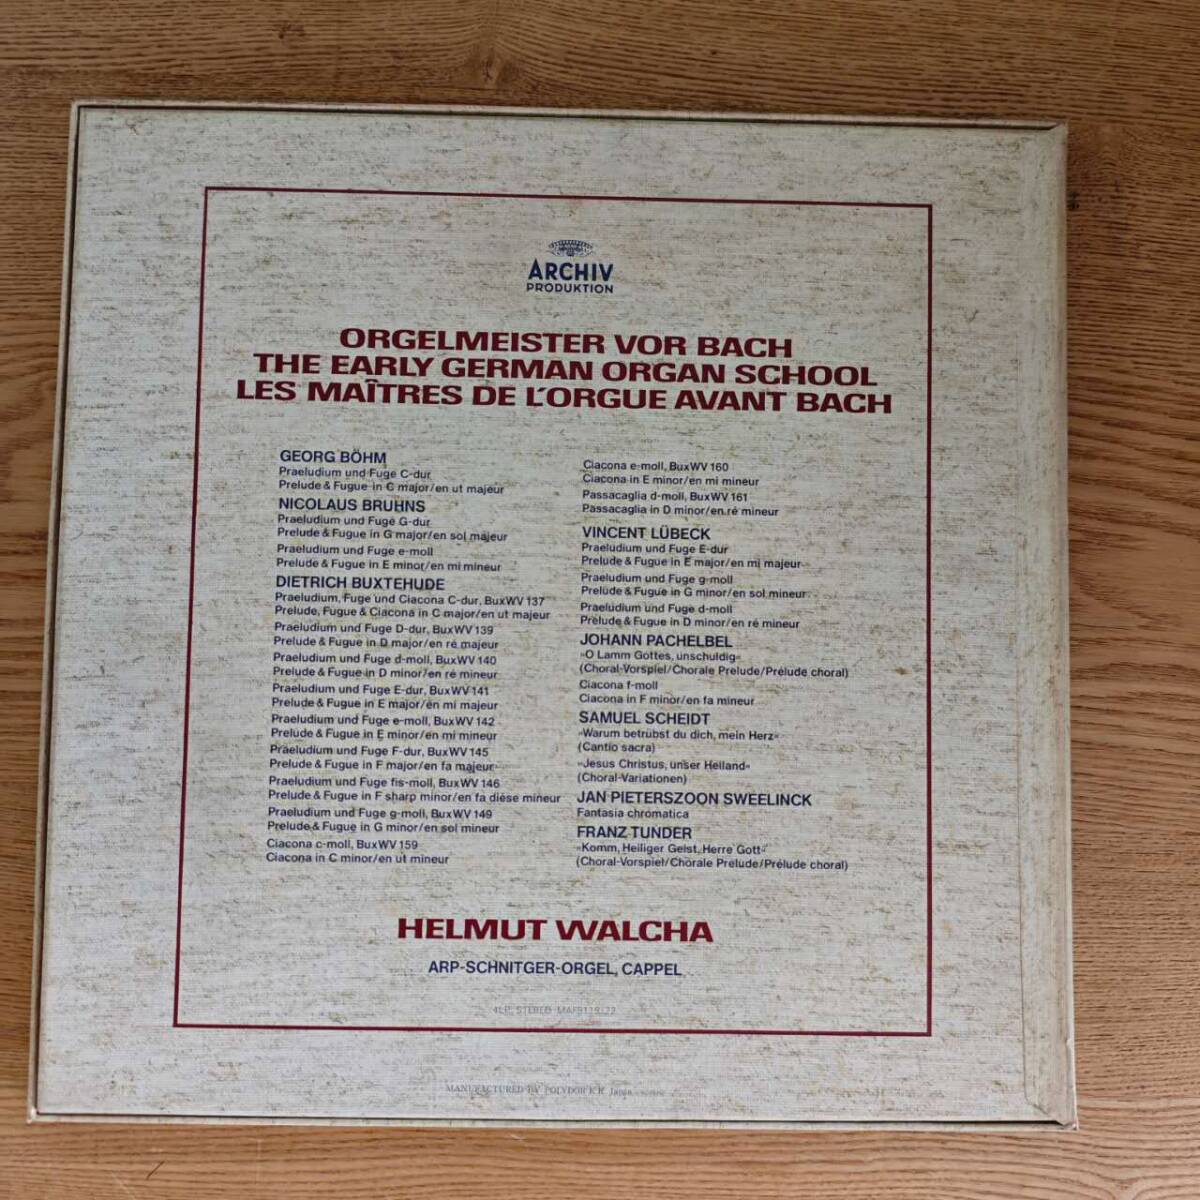 ARCHIV
PRODUKTION
ORGELMEISTER VOR BACH
THE EARLY GERMAN ORGAN SCHOOL
LES MAÎTRES DE L'ORGUE AVANT BACH
GEORG BÖHM
Praeludium und Fuge C-dur
Prelude & Fugue in C major/en ut majeur
NICOLAUS BRUHNS
Praeludium und Fuge G-dur
Prelude & Fugue in G major/en sol majeur
Praeludium und Fuge e-moll
Prelude & Fugue in E minor/en mi mineur
DIETRICH BUXTEHUDE
Praeludium, Fuge und Ciacona C-dur, BuxWV 137
Prelude, Fugue & Ciacona in C major/en ut majeur
Praeludium und Fuge D-dur, BuxWV 139
Prelude & Fugue in D major/en ré majeur
Praeludium und Fuge d-moll, BuxWV 140
Prelude & Fugue in D minor/en ré mineur
Praeludium und Fuge E-dur, BuxWV 141
Prelude & Fugue in E major/en mi majeur
Praeludium und Fuge e-moll, BuxWV 142
Prelude & Fugue in E minor/en mi mineur
Praeludium und Fuge F-dur, BuxWV 145
Prelude & Fugue in F major/en fa majeur
Praeludium und Fuge fis-moll, BuxWV 146
Prelude & Fugue in F sharp minor/en fa dièse mineur
Praeludium und Fuge g-moll, BuxWV 149
Prelude & Fugue in G minor/en sol mineur
Ciacona c-moll, BuxWV 159
Ciacona in C minor/en ut mineur
Ciacona e-moll, BuxWV 160
Ciacona in E minor/en mi mineur
Passacaglia d-moll, BuxWV 161
Passacaglia in D minor/en ré mineur
VINCENT LÜBECK
Praeludium und Fuge E-dur
Prelude & Fugue in E major/en mi majeur
Praeludium und Fuge g-moll
Prelude & Fugue in G minor/en sol mineur
Praeludium und Fuge d-moll
Prelude & Fugue in D minor/en ré mineur
JOHANN PACHELBEL
»O Lamm Gottes, unschuldig«
(Choral-Vorspiel/Chorale Prelude/Prélude choral)
Ciacona f-moll
Ciacona in F minor/en fa mineur
SAMUEL SCHEIDT
»Warum betrübst du dich, mein Herz«
(Cantio sacra)
»Jesus Christus, unser Heiland«
(Choral-Variationen)
JAN PIETERSZOON SWEELINCK
Fantasia chromatica
FRANZ TUNDER
»Komm, Heiliger Geist, Herre Gott«
(Choral-Vorspiel/Chorale Prelude/Prélude choral)
HELMUT WALCHA
ARP-SCHNITGER-ORGEL, CAPPEL
4LP, STEREO MAF8119/22
MANUFACTURED BY POLYDOR K.K. Japan